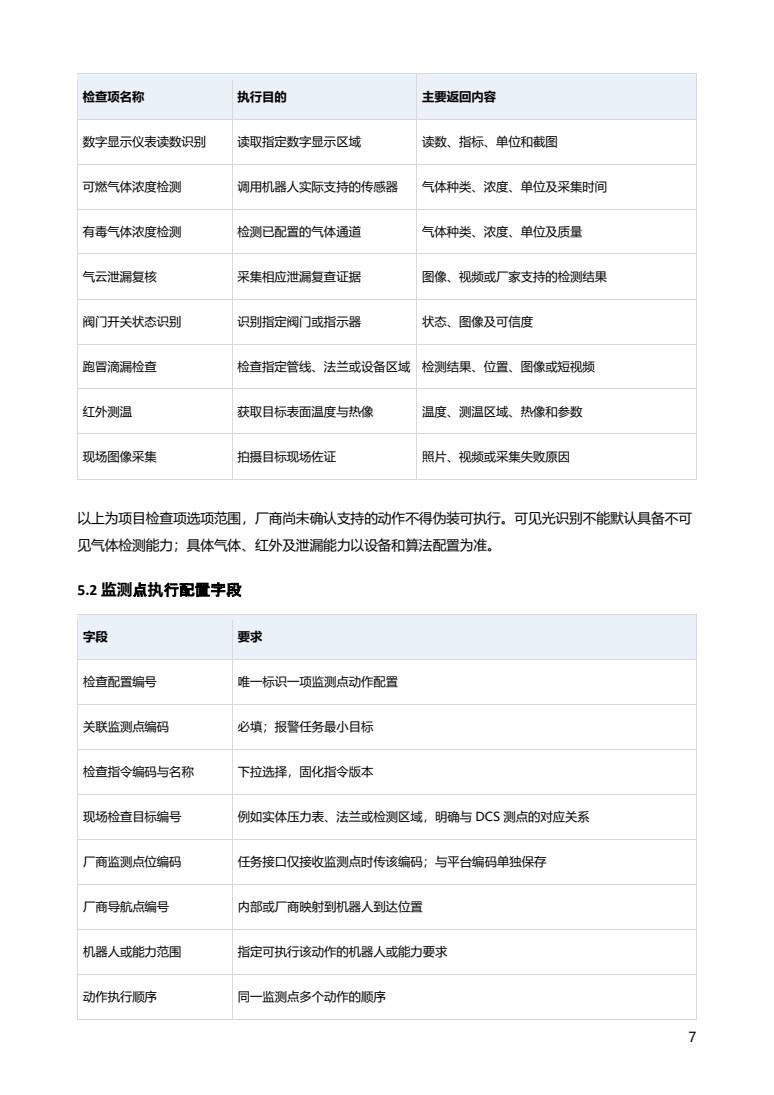 检查项名称 执行目的 主要返回内容
数字显示仪表读数识别 读取指定数字显示区域 读数、指标、单位和截图
可燃气体浓度检测 调用机器人实际支持的传感器 气体种类、浓度、单位及采集时间
有毒气体浓度检测 检测已配置的气体通道 气体种类、浓度、单位及质量
气云泄漏复核 采集相应泄漏复查证据 图像、视频或厂家支持的检测结果
阀门开关状态识别 识别指定阀门或指示器 状态、图像及可信度
跑冒滴漏检查 检查指定管线、法兰或设备区域 检测结果、位置、图像或短视频
红外测温 获取目标表面温度与热像 温度、测温区域、热像和参数
现场图像采集 拍摄目标现场佐证 照片、视频或采集失败原因
以上为项目检查项选项范围，厂商尚未确认支持的动作不得伪装可执行。可见光识别不能默认具备不可
见气体检测能力；具体气体、红外及泄漏能力以设备和算法配置为准。
5.2 监测点执行配置字段
字段 要求
检查配置编号 唯一标识一项监测点动作配置
关联监测点编码 必填；报警任务最小目标
检查指令编码与名称 下拉选择，固化指令版本
现场检查目标编号 例如实体压力表、法兰或检测区域，明确与 DCS 测点的对应关系
厂商监测点位编码 任务接口仅接收监测点时传该编码；与平台编码单独保存
厂商导航点编号 内部或厂商映射到机器人到达位置
机器人或能力范围 指定可执行该动作的机器人或能力要求
动作执行顺序 同一监测点多个动作的顺序
7